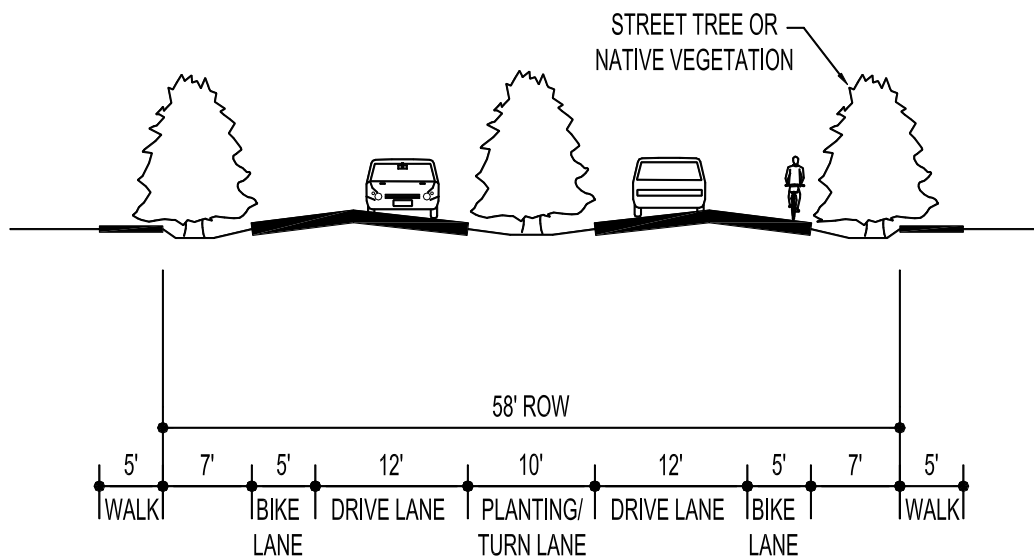 STREET TREE OR
NATIVE VEGETATION
58' ROW
5' 7' 5' 12' 10' 12' 5' 7' 5'
WALK BIKE DRIVE LANE PLANTING/ DRIVE LANE BIKE WALK
LANE TURN LANE LANE